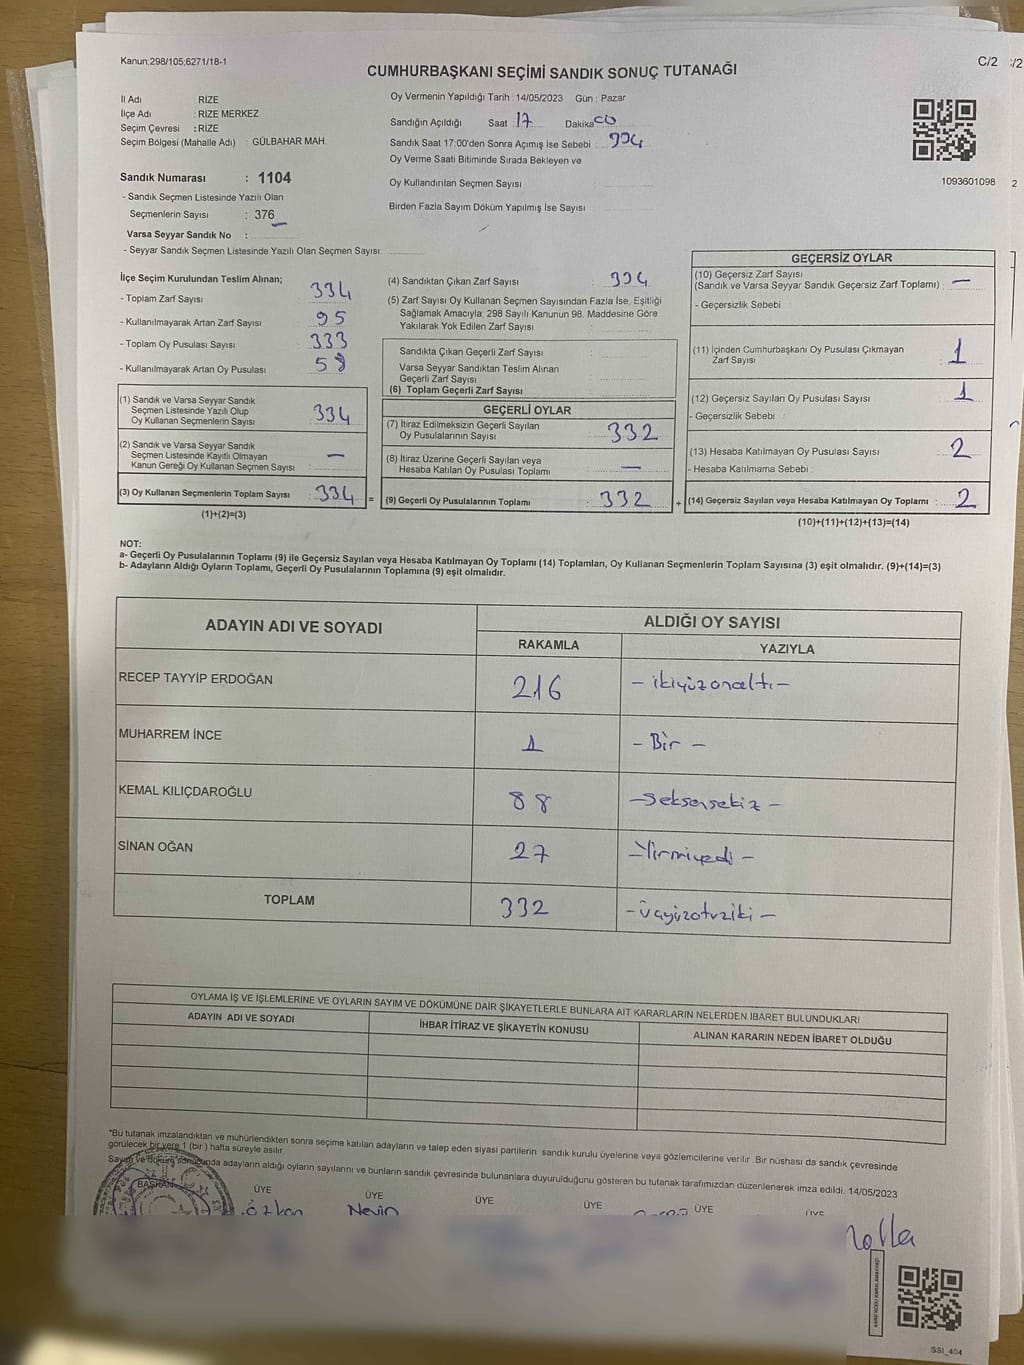 Kanun;298/105;6271/18-1
C/2
:/2
CUMHURBAŞKANI SEÇİMİ SANDIK SONUÇ TUTANAĞI
İl Adı : RİZE
İlçe Adı : RİZE MERKEZ
Seçim Çevresi : RİZE
Seçim Bölgesi (Mahalle Adı) : GÜLBAHAR MAH.
Oy Vermenin Yapıldığı Tarih : 14/05/2023 Gün : Pazar
Sandığın Açıldığı Saat 17 Dakika 00
Sandık Saat 17:00'den Sonra Açımış İse Sebebi :
Oy Verme Saati Bitiminde Sırada Bekleyen ve
Oy Kullandırılan Seçmen Sayısı :
Birden Fazla Sayım Döküm Yapılmış İse Sayısı :
1093601098
2
Sandık Numarası : 1104
- Sandık Seçmen Listesinde Yazılı Olan
Seçmenlerin Sayısı : 376
Varsa Seyyar Sandık No :
- Seyyar Sandık Seçmen Listesinde Yazılı Olan Seçmen Sayısı:
İlçe Seçim Kurulundan Teslim Alınan;
- Toplam Zarf Sayısı : 334
- Kullanılmayarak Artan Zarf Sayısı : 95
- Toplam Oy Pusulası Sayısı : 333
- Kullanılmayarak Artan Oy Pusulası :
(1) Sandık ve Varsa Seyyar Sandık
Seçmen Listesinde Yazılı Olup
Oy Kullanan Seçmenlerin Sayısı : 334
(2) Sandık ve Varsa Seyyar Sandık
Seçmen Listesinde Kayıtlı Olmayan
Kanun Gereği Oy Kullanan Seçmen Sayısı : —
(3) Oy Kullanan Seçmenlerin Toplam Sayısı : 334 =
(1)+(2)=(3)
(4) Sandıktan Çıkan Zarf Sayısı : 334
(5) Zarf Sayısı Oy Kullanan Seçmen Sayısından Fazla İse, Eşitliği
Sağlamak Amacıyla, 298 Sayılı Kanunun 98. Maddesine Göre
Yakılarak Yok Edilen Zarf Sayısı :
Sandıkta Çıkan Geçerli Zarf Sayısı :
Varsa Seyyar Sandıktan Teslim Alınan
Geçerli Zarf Sayısı :
(6) Toplam Geçerli Zarf Sayısı :
GEÇERLİ OYLAR
(7) İtiraz Edilmeksizin Geçerli Sayılan
Oy Pusulalarının Sayısı : 332
(8) İtiraz Üzerine Geçerli Sayılan veya
Hesaba Katılan Oy Pusulası Toplamı : —
(9) Geçerli Oy Pusulalarının Toplamı : 332 +
GEÇERSİZ OYLAR
(10) Geçersiz Zarf Sayısı
(Sandık ve Varsa Seyyar Sandık Geçersiz Zarf Toplamı) : —
- Geçersizlik Sebebi :
(11) İçinden Cumhurbaşkanı Oy Pusulası Çıkmayan
Zarf Sayısı : 1
(12) Geçersiz Sayılan Oy Pusulası Sayısı : 1
- Geçersizlik Sebebi :
(13) Hesaba Katılmayan Oy Pusulası Sayısı : 2
- Hesaba Katılmama Sebebi :
(14) Geçersiz Sayılan veya Hesaba Katılmayan Oy Toplamı : 2
(10)+(11)+(12)+(13)=(14)
NOT:
a- Geçerli Oy Pusulalarının Toplamı (9) ile Geçersiz Sayılan veya Hesaba Katılmayan Oy Toplamı (14) Toplamları, Oy Kullanan Seçmenlerin Toplam Sayısına (3) eşit olmalıdır. (9)+(14)=(3)
b- Adayların Aldığı Oyların Toplamı, Geçerli Oy Pusulalarının Toplamına (9) eşit olmalıdır.
ADAYIN ADI VE SOYADI
ALDIĞI OY SAYISI
RAKAMLA YAZIYLA
RECEP TAYYİP ERDOĞAN 216 – ikiyüzonaltı –
MUHARREM İNCE 1 – Bir –
KEMAL KILIÇDAROĞLU 88 – Seksensekiz –
SİNAN OĞAN 27 – Yirmiyedi –
TOPLAM 332 – üçyüzotuziki –
OYLAMA İŞ VE İŞLEMLERİNE VE OYLARIN SAYIM VE DÖKÜMÜNE DAİR ŞİKAYETLERLE BUNLARA AİT KARARLARIN NELERDEN İBARET BULUNDUKLARI
ADAYIN ADI VE SOYADI
İHBAR İTİRAZ VE ŞİKAYETİN KONUSU
ALINAN KARARIN NEDEN İBARET OLDUĞU
*Bu tutanak imzalandıktan ve mühürlendikten sonra seçime katılan adayların ve talep eden siyasi partilerin sandık kurulu üyelerine veya gözlemcilerine verilir. Bir nüshası da sandık çevresinde
görülecek bir yere 1 (bir) hafta süreyle asılır.
Sayım ve döküm sonucunda adayların aldığı oyların sayılarını ve bunların sandık çevresinde bulunanlara duyurulduğunu gösteren bu tutanak tarafımızdan düzenlenerek imza edildi. 14/05/2023
BAŞKAN ÜYE ÜYE ÜYE ÜYE ÜYE ÜYE
Özkan Nevin
SSI_404